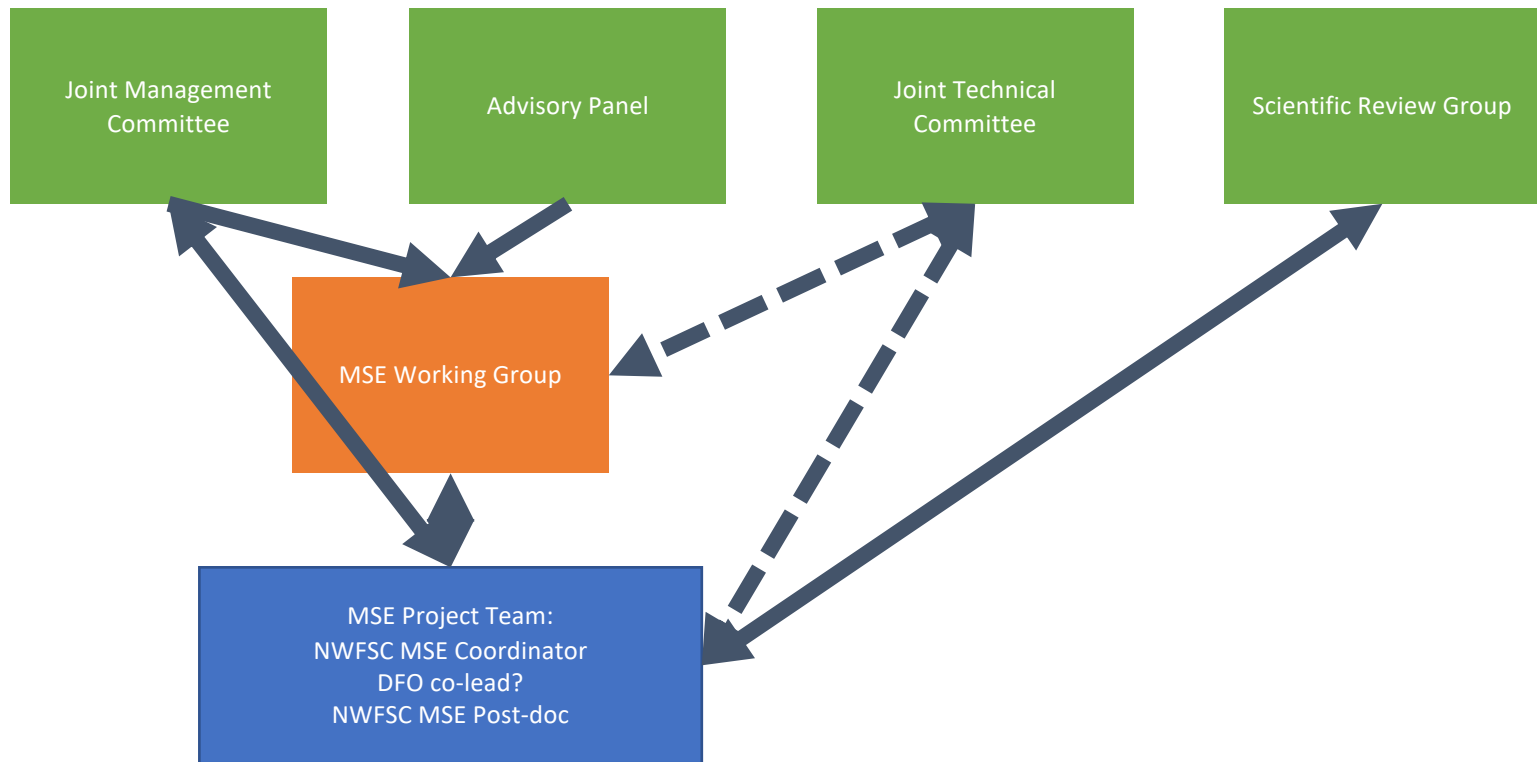 Joint Management
Committee
Advisory Panel
Joint Technical
Committee
Scientific Review Group
MSE Working Group
MSE Project Team:
NWFSC MSE Coordinator
DFO co-lead?
NWFSC MSE Post-doc